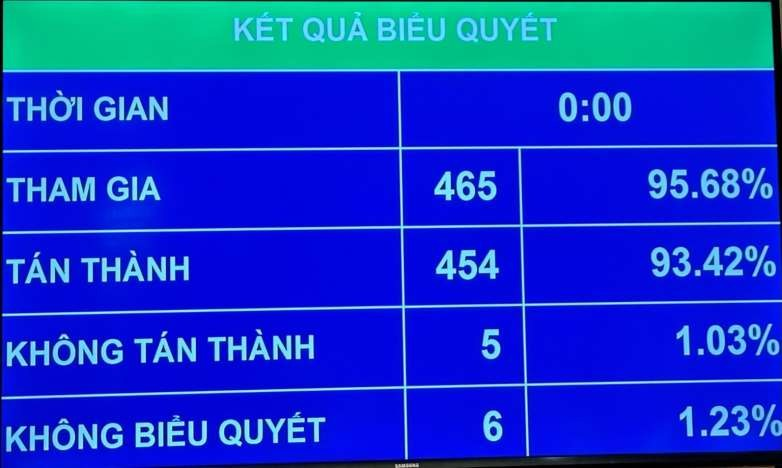 KẾT QUẢ BIỂU QUYẾT
THỜI GIAN 0:00
THAM GIA 465 95.68%
TÁN THÀNH 454 93.42%
KHÔNG TÁN THÀNH 5 1.03%
KHÔNG BIỂU QUYẾT 6 1.23%
SAMSUNG